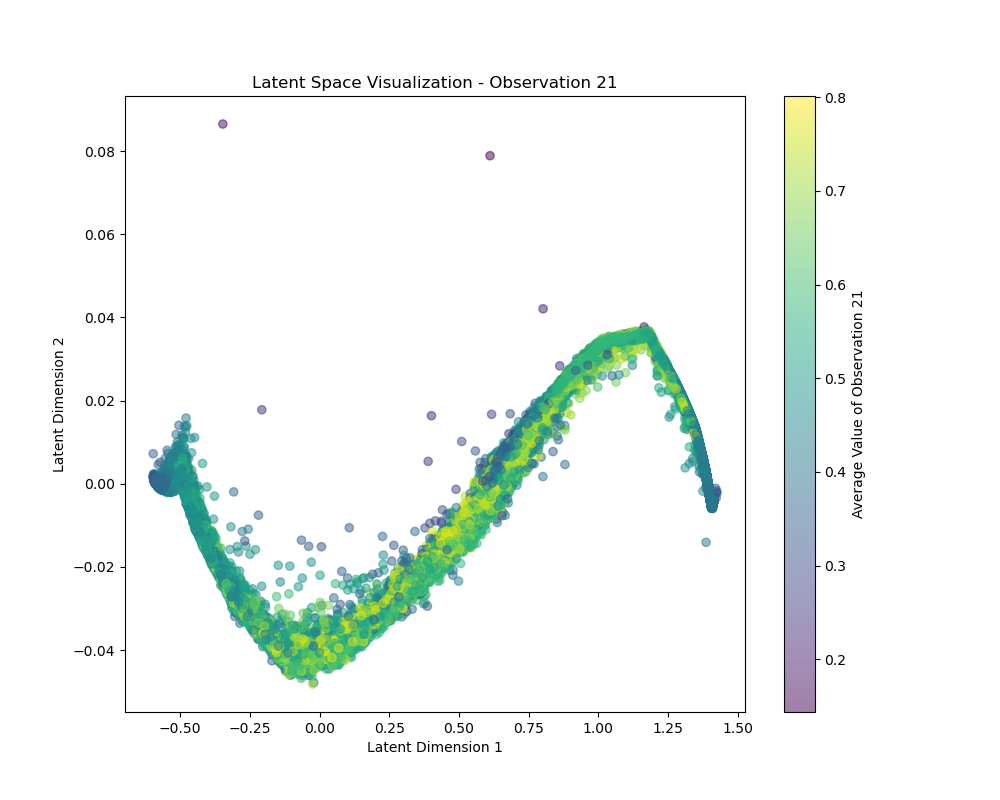 Latent Space Visualization - Observation 21
Latent Dimension 2
0.08
0.06
0.04
0.02
0.00
−0.02
−0.04
−0.50 −0.25 0.00 0.25 0.50 0.75 1.00 1.25 1.50
Latent Dimension 1
0.8
0.7
0.6
0.5
0.4
0.3
0.2
Average Value of Observation 21